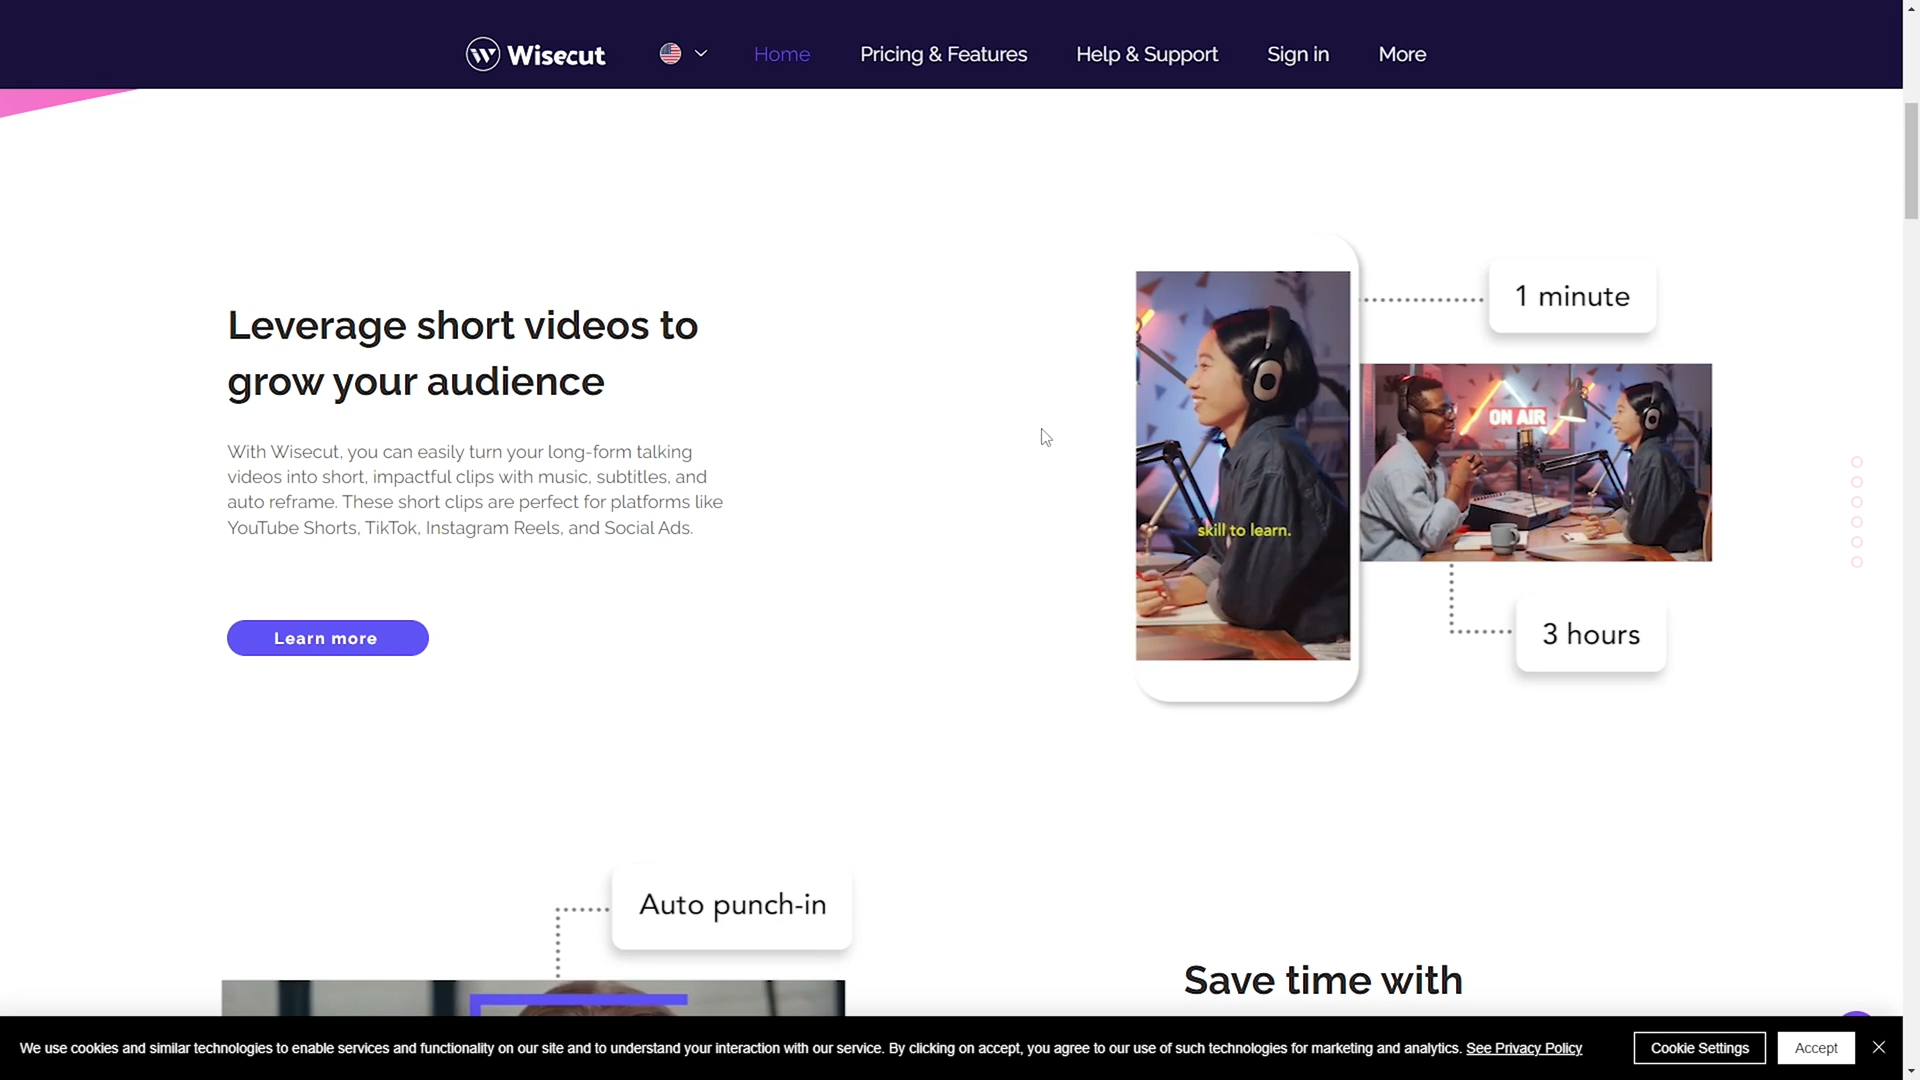 Wisecut
Home
Pricing & Features
Help & Support
Sign in
More
Leverage short videos to
grow your audience
With Wisecut, you can easily turn your long-form talking
videos into short, impactful clips with music, subtitles, and
auto reframe. These short clips are perfect for platforms like
YouTube Shorts, TikTok, Instagram Reels, and Social Ads.
Learn more
1 minute
ON AIR
skill to learn.
3 hours
Auto punch-in
Save time with
We use cookies and similar technologies to enable services and functionality on our site and to understand your interaction with our service. By clicking on accept, you agree to our use of such technologies for marketing and analytics. See Privacy Policy
Cookie Settings
Accept